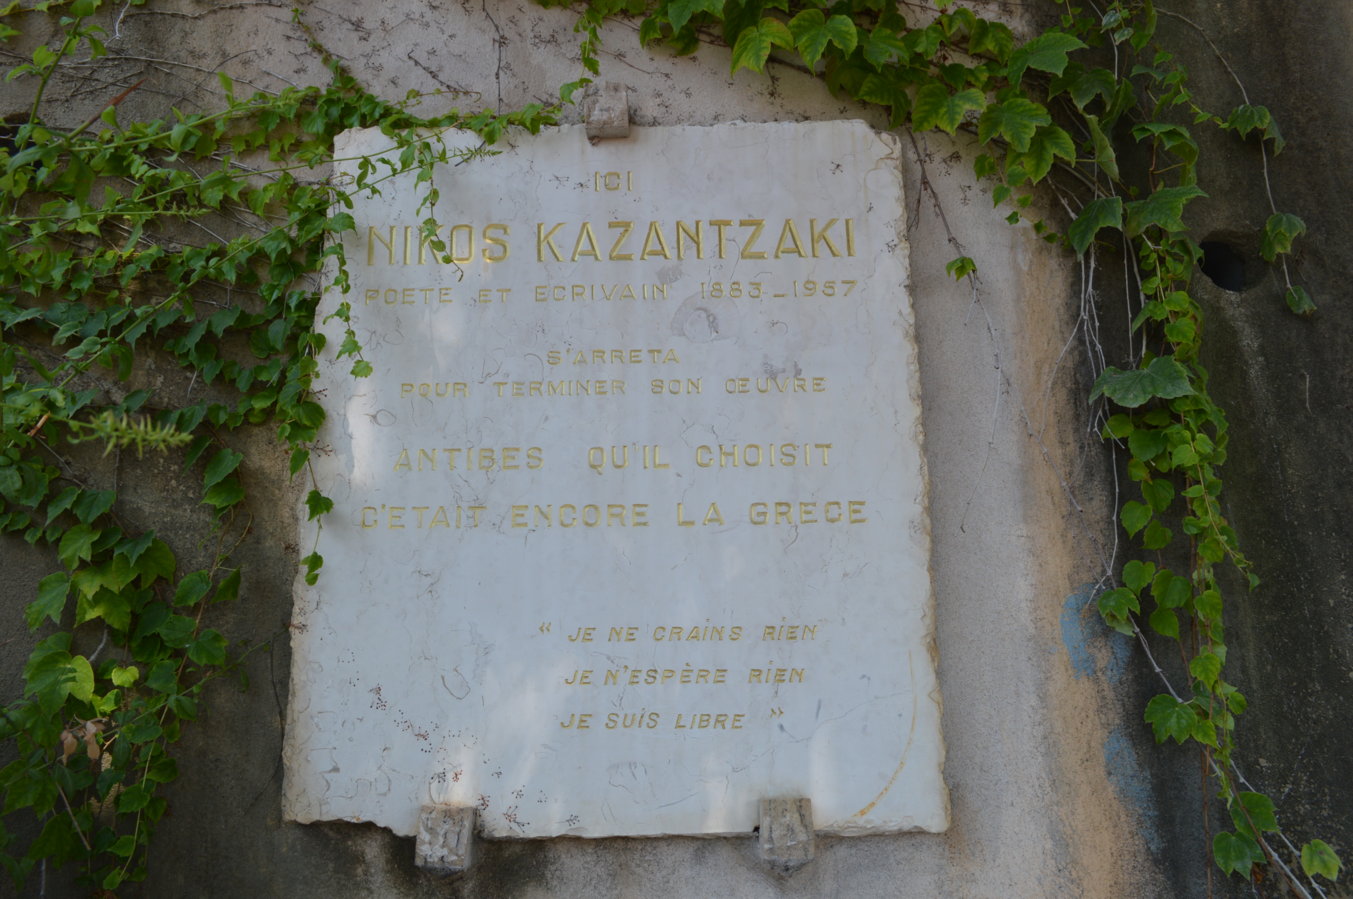 ICI
NIKOS KAZANTZAKI
POETE ET ECRIVAIN 1883_1957
S'ARRETA
POUR TERMINER SON ŒUVRE
ANTIBES QU'IL CHOISIT
C'ETAIT ENCORE LA GRECE
« JE NE CRAINS RIEN
JE N'ESPÈRE RIEN
JE SUIS LIBRE »